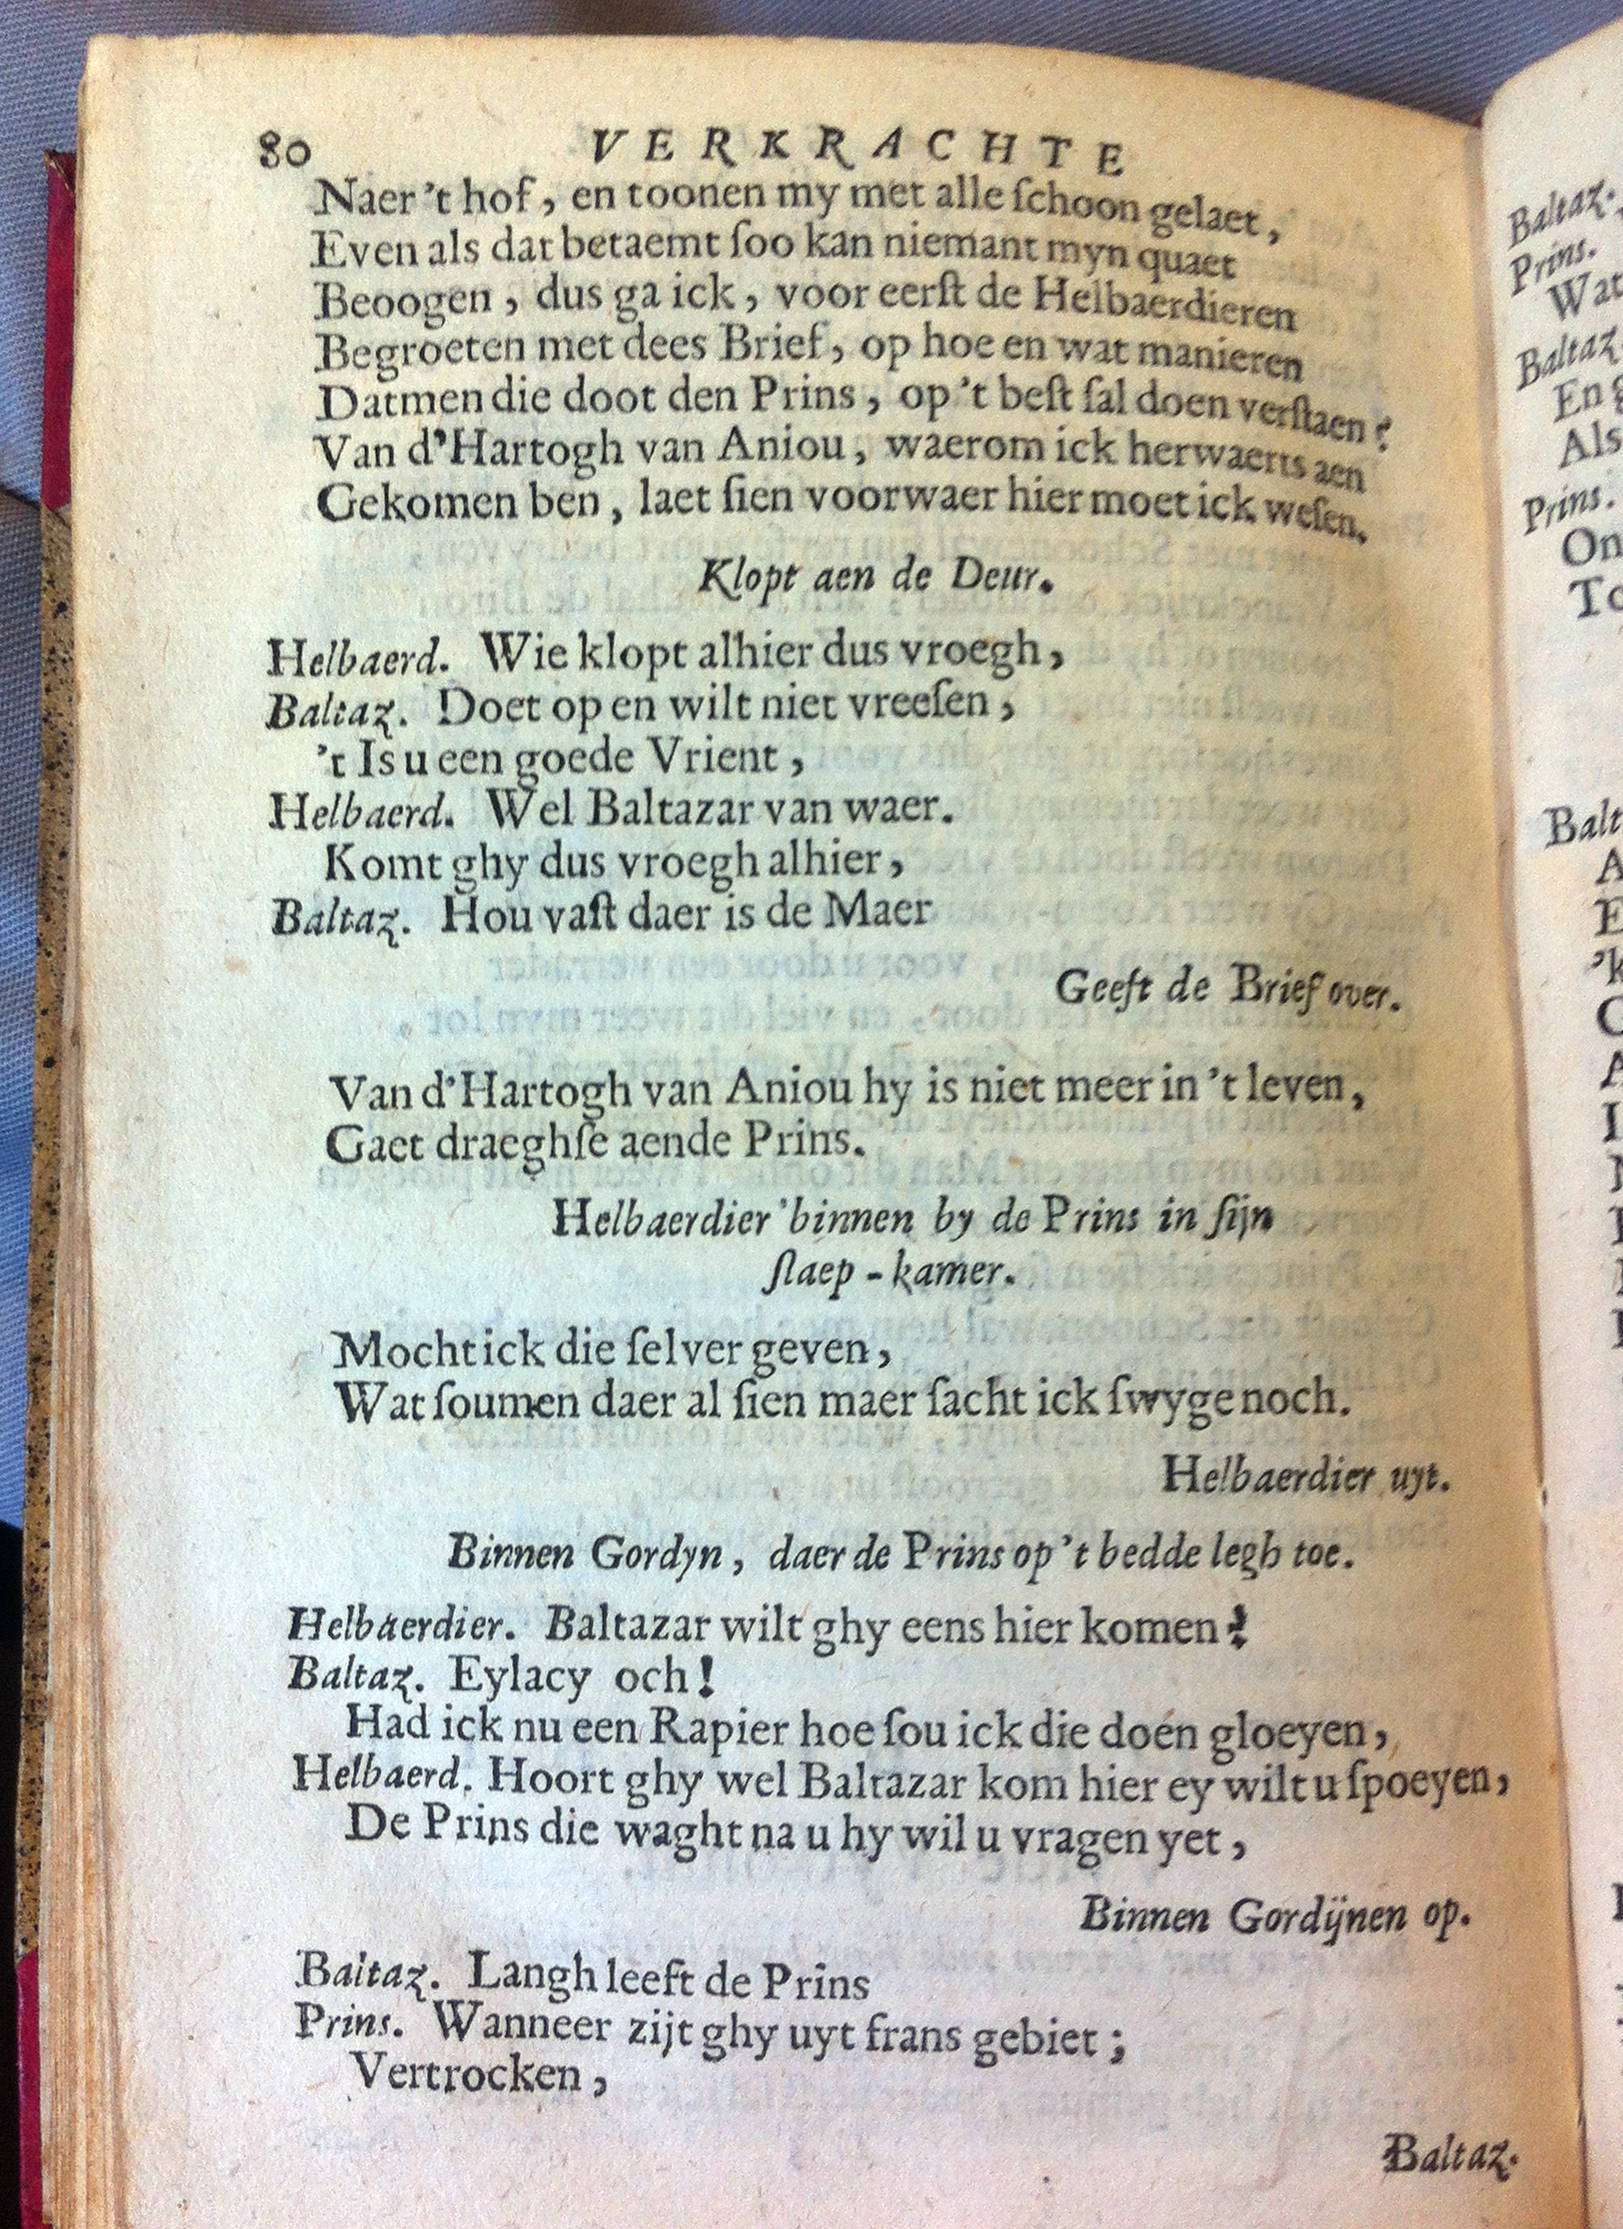 80 VERKRACHTE
Naer 't hof, en toonen my met alle ſchoon gelaet,
Even als dat betaemt ſoo kan niemant myn quaet
Beoogen, dus ga ick, voor eerſt de Helbaerdieren
Begroeten met dees Brief, op hoe en wat manieren
Datmen die doot den Prins, op 't beſt ſal doen verſtaen?
Van d'Hartogh van Aniou, waerom ick herwaerts aen
Gekomen ben, laet ſien voorwaer hier moet ick weſen.
Klopt aen de Deur.
Helbaerd. Wie klopt alhier dus vroegh,
Baltaz. Doet op en wilt niet vreeſen,
't Is u een goede Vrient,
Helbaerd. Wel Baltazar van waer.
Komt ghy dus vroegh alhier,
Baltaz. Hou vaſt daer is de Maer
Geeft de Brief over.
Van d'Hartogh van Aniou hy is niet meer in 't leven,
Gaet draeghſe aende Prins.
Helbaerdier binnen by de Prins in ſijn
ſlaep-kamer.
Mocht ick die ſelver geven,
Wat ſoumen daer al ſien maer ſacht ick ſwyge noch.
Helbaerdier uyt.
Binnen Gordyn, daer de Prins op 't bedde legh toe.
Helbaerdier. Baltazar wilt ghy eens hier komen?
Baltaz. Eylacy och!
Had ick nu een Rapier hoe ſou ick die doen gloeyen,
Helbaerd. Hoort ghy wel Baltazar kom hier ey wilt u ſpoeyen,
De Prins die waght na u hy wil u vragen yet,
Binnen Gordijnen op.
Baltaz. Langh leeft de Prins
Prins. Wanneer zijt ghy uyt frans gebiet;
Vertrocken,
Baltaz.
Baltaz.
Prins.
Baltaz
En
Als
Prins.
On
To
Balt